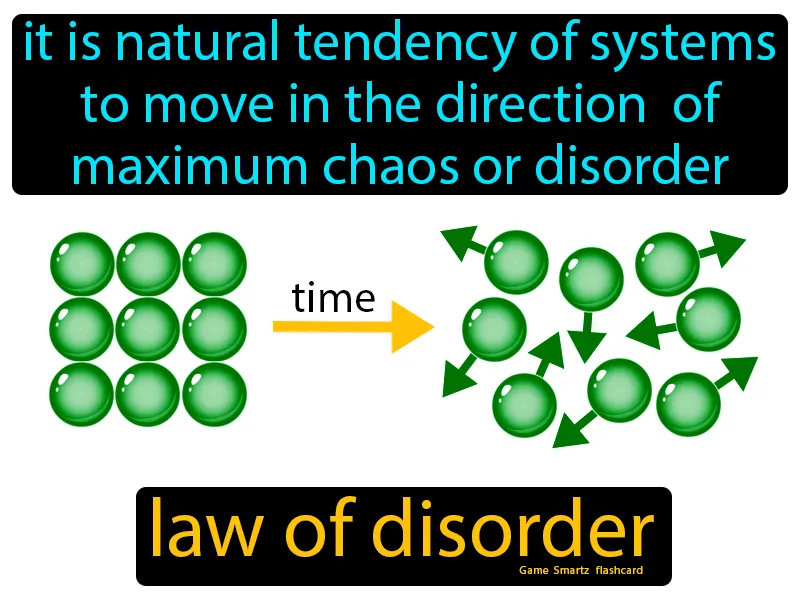 it is natural tendency of systems
to move in the direction of
maximum chaos or disorder
time
law of disorder
Game Smartz flashcard